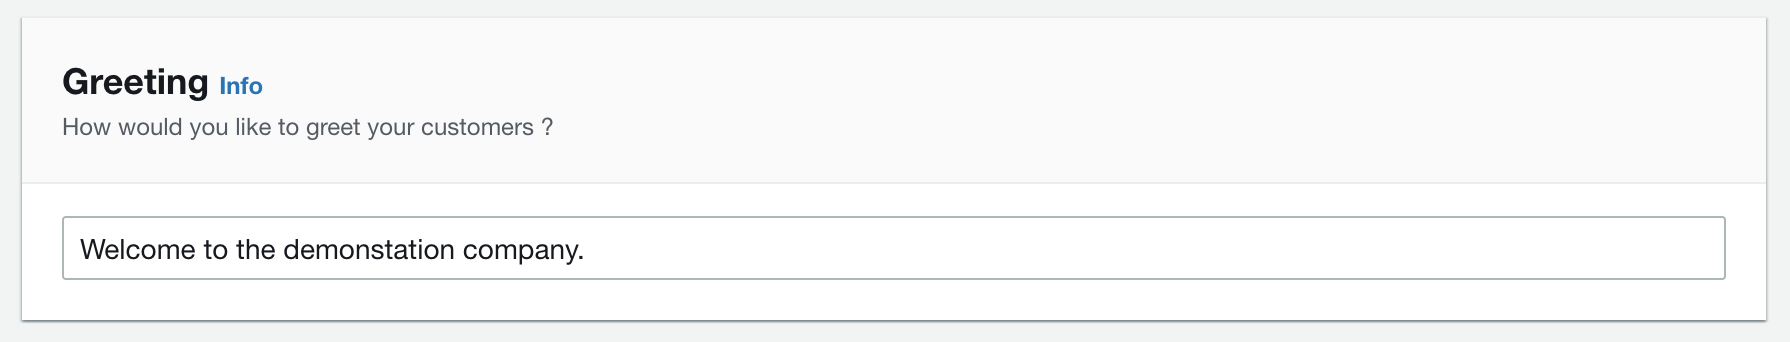 Greeting Info
How would you like to greet your customers ?
Welcome to the demonstation company.